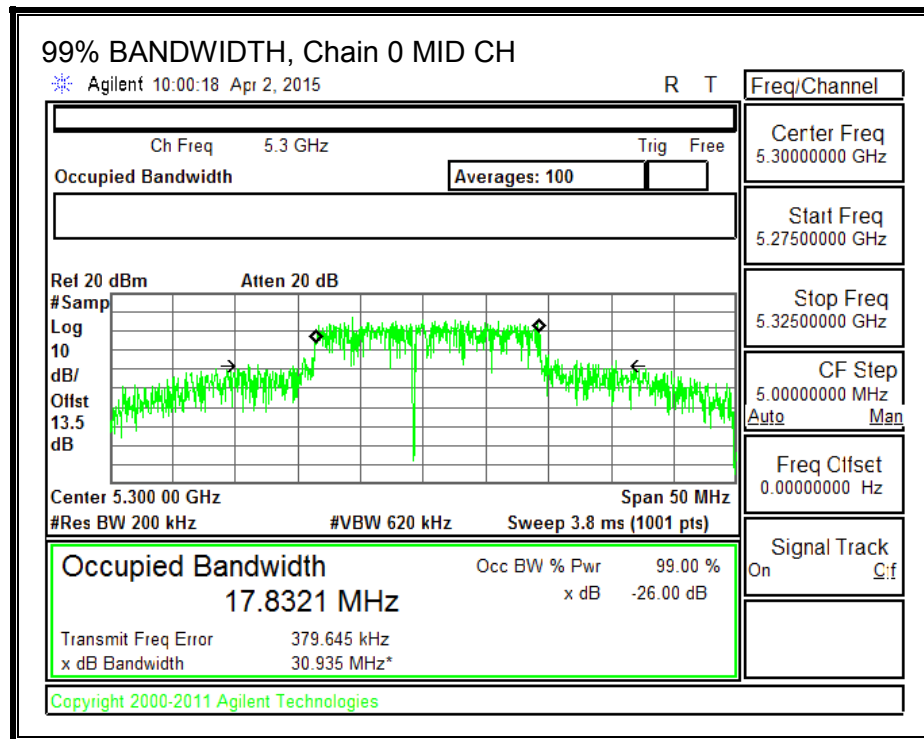 99% BANDWIDTH, Chain 0 MID CH
Agilent 10:00:18 Apr 2, 2015 R T
Freq/Channel
Ch Freq 5.3 GHz Trig Free
Occupied Bandwidth Averages: 100
Center Freq
5.30000000 GHz
Start Freq
5.27500000 GHz
Stop Freq
5.32500000 GHz
CF Step
5.00000000 MHz
Auto Man
Freq Offset
0.00000000 Hz
Signal Track
On Off
Ref 20 dBm Atten 20 dB
#Samp
Log
10
dB/
Offst
13.5
dB
Center 5.300 00 GHz Span 50 MHz
#Res BW 200 kHz #VBW 620 kHz Sweep 3.8 ms (1001 pts)
Occupied Bandwidth Occ BW % Pwr 99.00 %
17.8321 MHz x dB -26.00 dB
Transmit Freq Error 379.645 kHz
x dB Bandwidth 30.935 MHz*
Copyright 2000-2011 Agilent Technologies